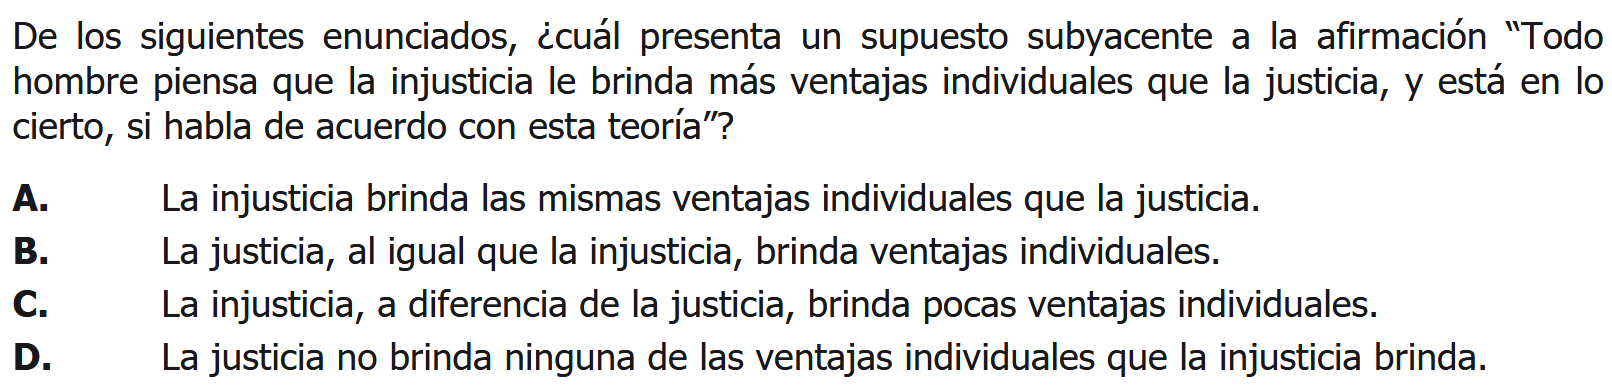 De los siguientes enunciados, ¿cuál presenta un supuesto subyacente a la afirmación “Todo
hombre piensa que la injusticia le brinda más ventajas individuales que la justicia, y está en lo
cierto, si habla de acuerdo con esta teoría”?
A. La injusticia brinda las mismas ventajas individuales que la justicia.
B. La justicia, al igual que la injusticia, brinda ventajas individuales.
C. La injusticia, a diferencia de la justicia, brinda pocas ventajas individuales.
D. La justicia no brinda ninguna de las ventajas individuales que la injusticia brinda.